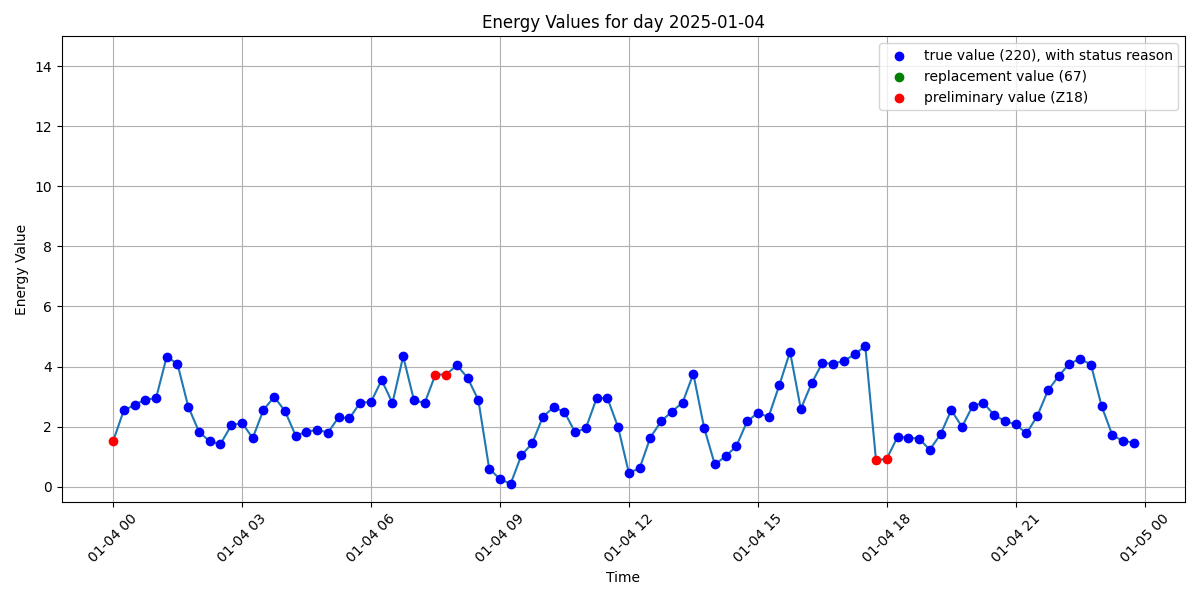 Energy Values for day 2025-01-04
true value (220), with status reason
replacement value (67)
preliminary value (Z18)
Energy Value
14
12
10
8
6
4
2
0
01-04 00
01-04 03
01-04 06
01-04 09
01-04 12
01-04 15
01-04 18
01-04 21
01-05 00
Time